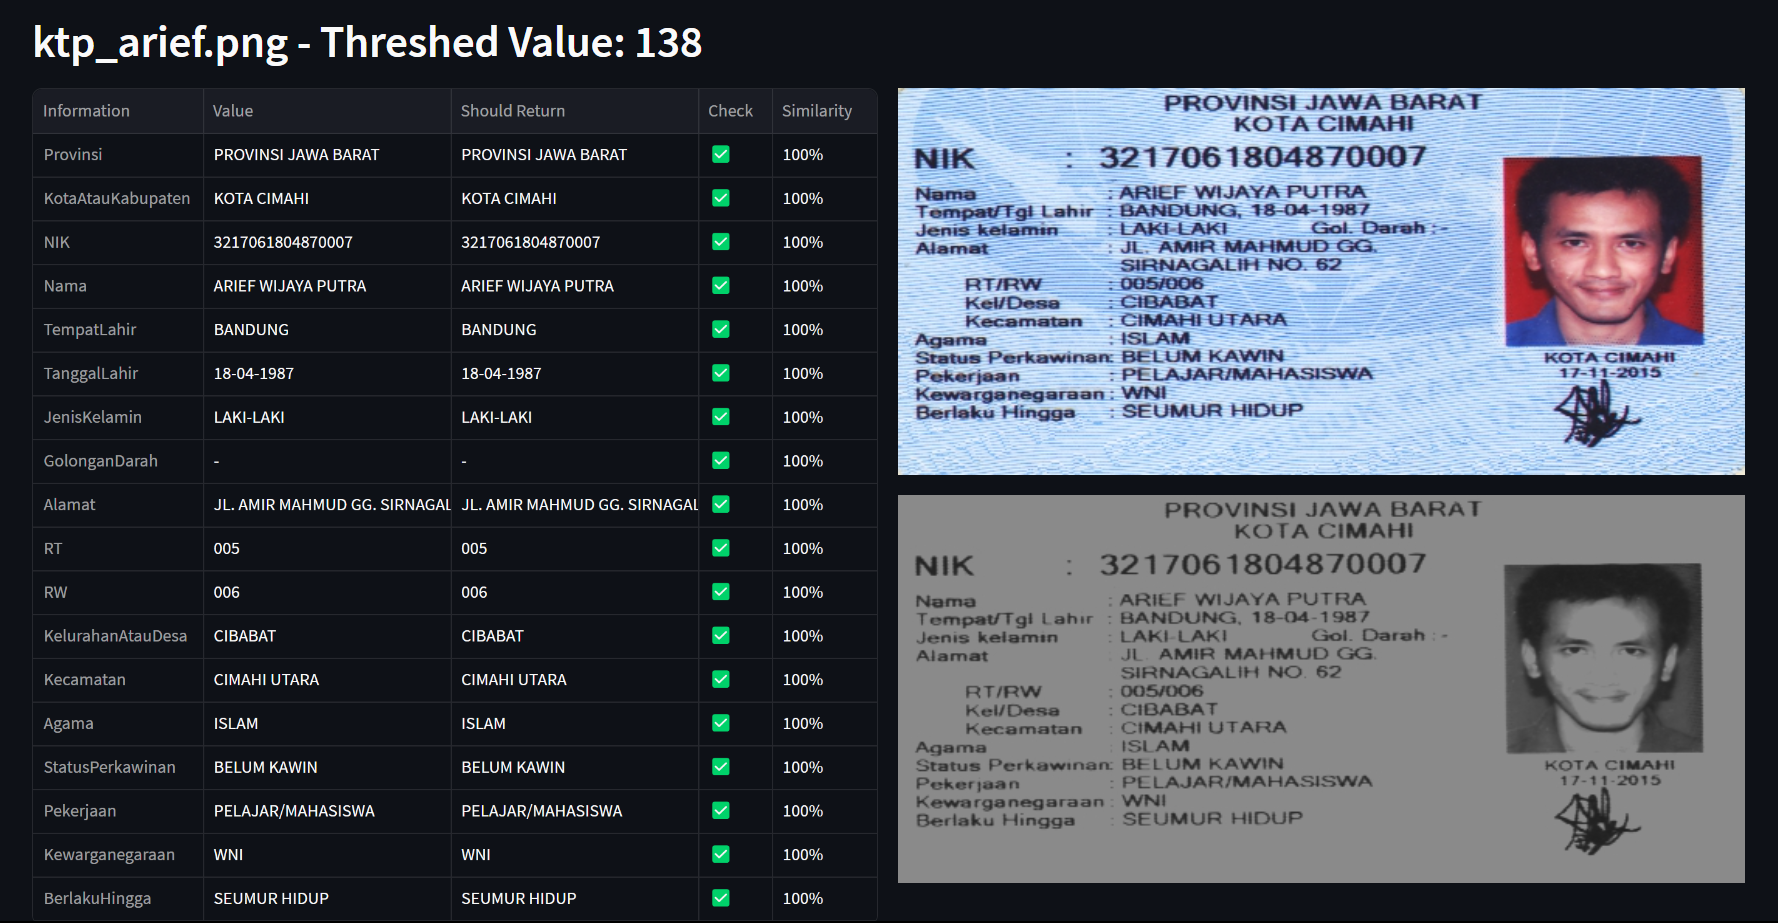 ktp_arief.png - Threshed Value: 138
Information Value Should Return Check Similarity
Provinsi PROVINSI JAWA BARAT PROVINSI JAWA BARAT 100%
KotaAtauKabupaten KOTA CIMAHI KOTA CIMAHI 100%
NIK 3217061804870007 3217061804870007 100%
Nama ARIEF WIJAYA PUTRA ARIEF WIJAYA PUTRA 100%
TempatLahir BANDUNG BANDUNG 100%
TanggalLahir 18-04-1987 18-04-1987 100%
JenisKelamin LAKI-LAKI LAKI-LAKI 100%
GolonganDarah - - 100%
Alamat JL. AMIR MAHMUD GG. SIRNAGAL JL. AMIR MAHMUD GG. SIRNAGAL 100%
RT 005 005 100%
RW 006 006 100%
KelurahanAtauDesa CIBABAT CIBABAT 100%
Kecamatan CIMAHI UTARA CIMAHI UTARA 100%
Agama ISLAM ISLAM 100%
StatusPerkawinan BELUM KAWIN BELUM KAWIN 100%
Pekerjaan PELAJAR/MAHASISWA PELAJAR/MAHASISWA 100%
Kewarganegaraan WNI WNI 100%
BerlakuHingga SEUMUR HIDUP SEUMUR HIDUP 100%
PROVINSI JAWA BARAT
KOTA CIMAHI
NIK : 3217061804870007
Nama : ARIEF WIJAYA PUTRA
Tempat/Tgl Lahir : BANDUNG, 18-04-1987
Jenis kelamin : LAKI-LAKI Gol. Darah :-
Alamat : JL. AMIR MAHMUD GG.
SIRNAGALIH NO. 62
RT/RW : 005/006
Kel/Desa : CIBABAT
Kecamatan : CIMAHI UTARA
Agama : ISLAM
Status Perkawinan: BELUM KAWIN
Pekerjaan : PELAJAR/MAHASISWA
Kewarganegaraan : WNI
Berlaku Hingga : SEUMUR HIDUP
KOTA CIMAHI
17-11-2015
PROVINSI JAWA BARAT
KOTA CIMAHI
NIK : 3217061804870007
Nama : ARIEF WIJAYA PUTRA
Tempat/Tgl Lahir : BANDUNG, 18-04-1987
Jenis kelamin : LAKI-LAKI Gol. Darah :-
Alamat : JL. AMIR MAHMUD GG.
SIRNAGALIH NO. 62
RT/RW : 005/006
Kel/Desa : CIBABAT
Kecamatan : CIMAHI UTARA
Agama : ISLAM
Status Perkawinan: BELUM KAWIN
Pekerjaan : PELAJAR/MAHASISWA
Kewarganegaraan : WNI
Berlaku Hingga : SEUMUR HIDUP
KOTA CIMAHI
17-11-2015